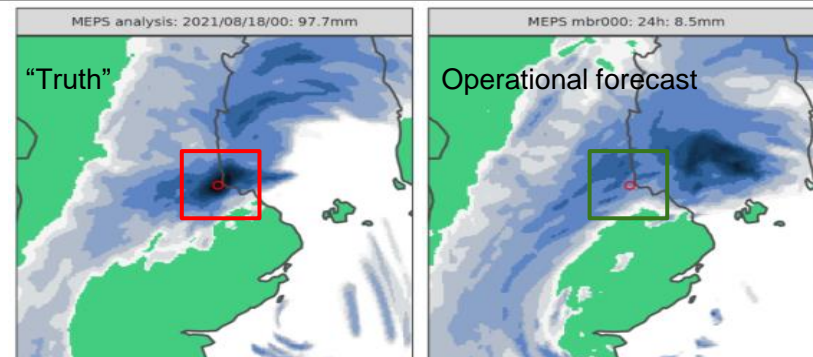 MEPS analysis: 2021/08/18/00: 97.7mm
MEPS mbr000: 24h: 8.5mm
“Truth”
Operational forecast